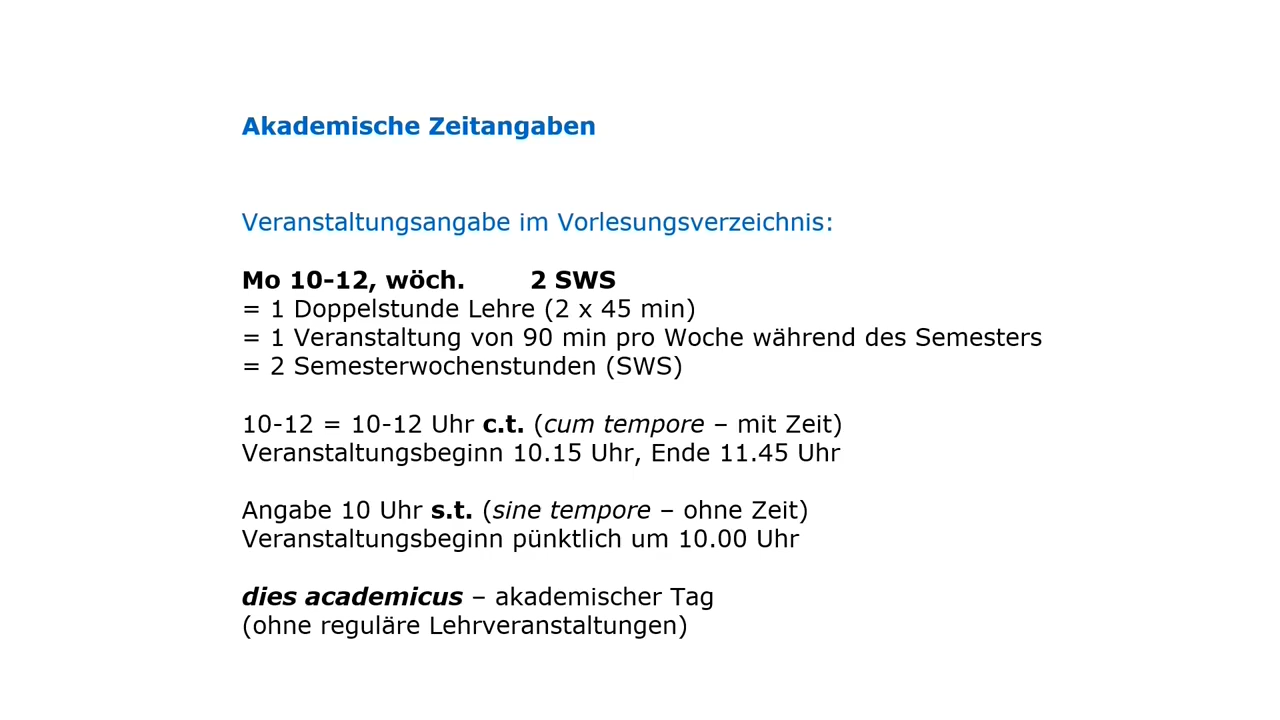 Akademische Zeitangaben
Veranstaltungsangabe im Vorlesungsverzeichnis:
Mo 10-12, wöch. 2 SWS
= 1 Doppelstunde Lehre (2 x 45 min)
= 1 Veranstaltung von 90 min pro Woche während des Semesters
= 2 Semesterwochenstunden (SWS)
10-12 = 10-12 Uhr c.t. (cum tempore – mit Zeit)
Veranstaltungsbeginn 10.15 Uhr, Ende 11.45 Uhr
Angabe 10 Uhr s.t. (sine tempore – ohne Zeit)
Veranstaltungsbeginn pünktlich um 10.00 Uhr
dies academicus – akademischer Tag
(ohne reguläre Lehrveranstaltungen)